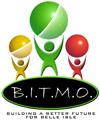 B.I.T.M.O.
BUILDING A BETTER FUTURE
FOR BELLE ISLE